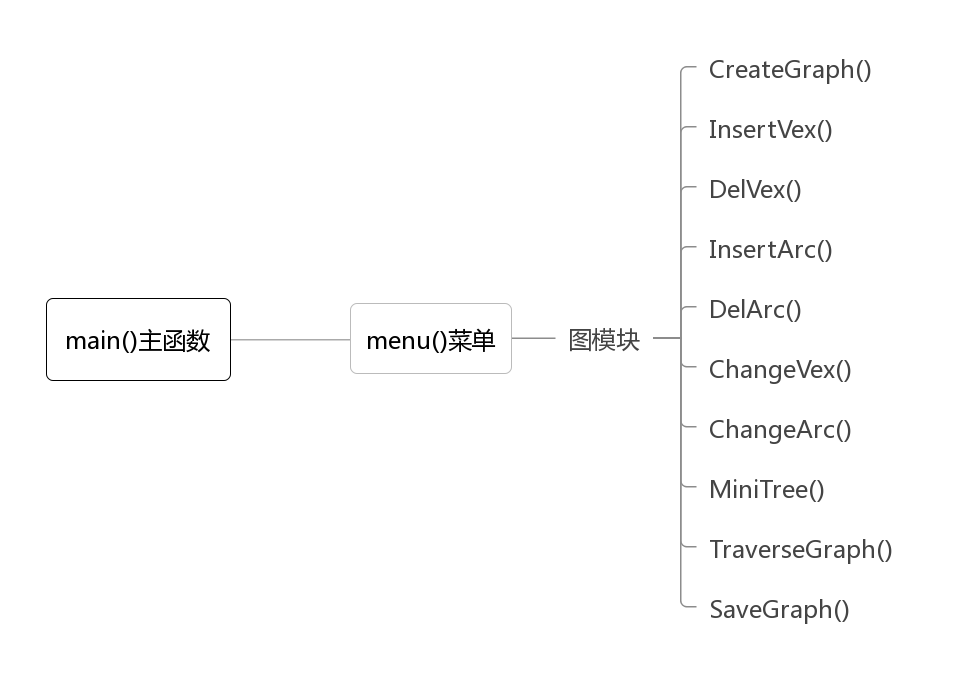 main()主函数
menu()菜单
图模块
CreateGraph()
InsertVex()
DelVex()
InsertArc()
DelArc()
ChangeVex()
ChangeArc()
MiniTree()
TraverseGraph()
SaveGraph()